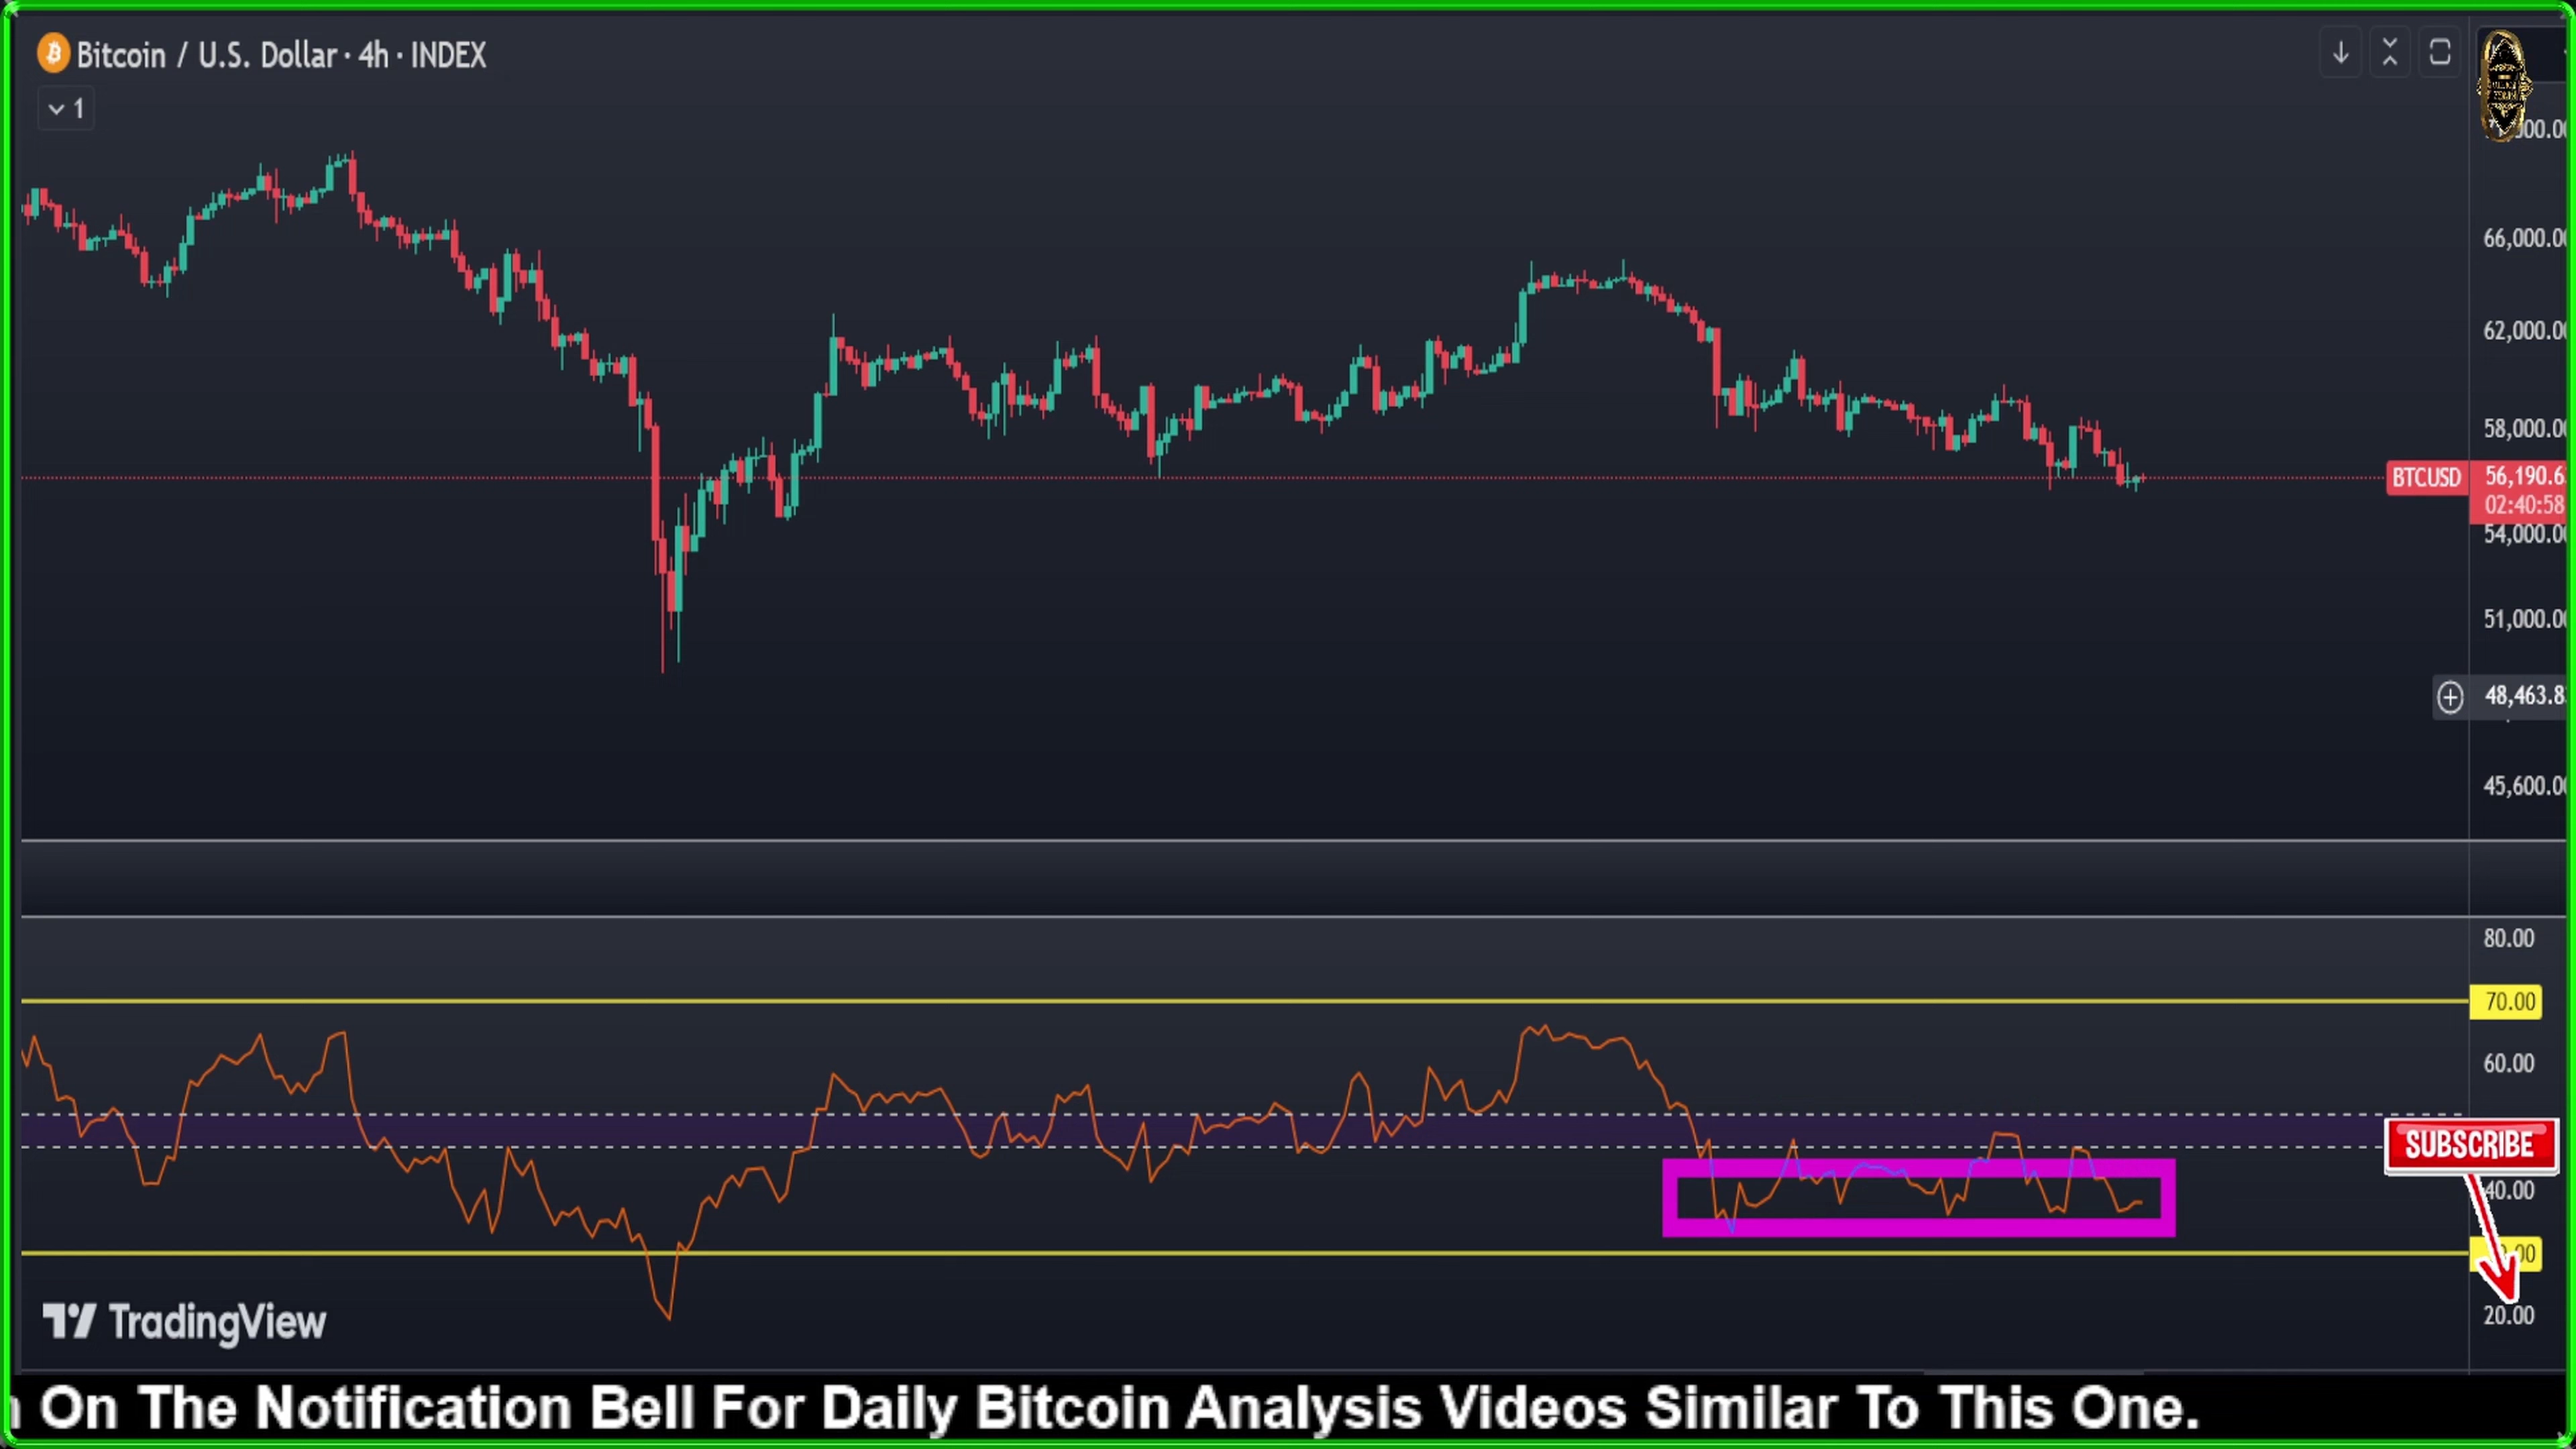 Bitcoin / U.S. Dollar · 4h · INDEX
1
66,000.00
62,000.00
58,000.00
BTCUSD 56,190.6
02:40:58
54,000.00
51,000.00
48,463.8
45,600.00
80.00
70.00
60.00
SUBSCRIBE
40.00
20.00
TradingView
On The Notification Bell For Daily Bitcoin Analysis Videos Similar To This One.